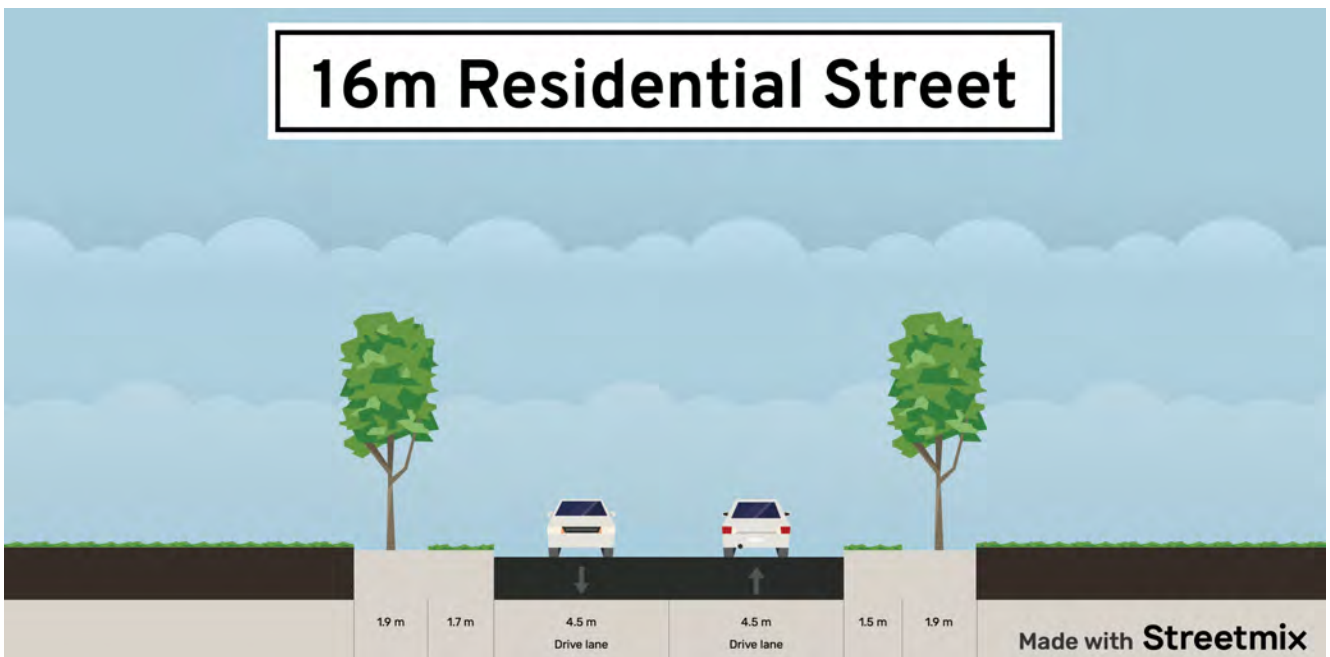 16m Residential Street
1.9 m 1.7 m 4.5 m 4.5 m 1.5 m 1.9 m
Drive lane Drive lane
Made with Streetmix